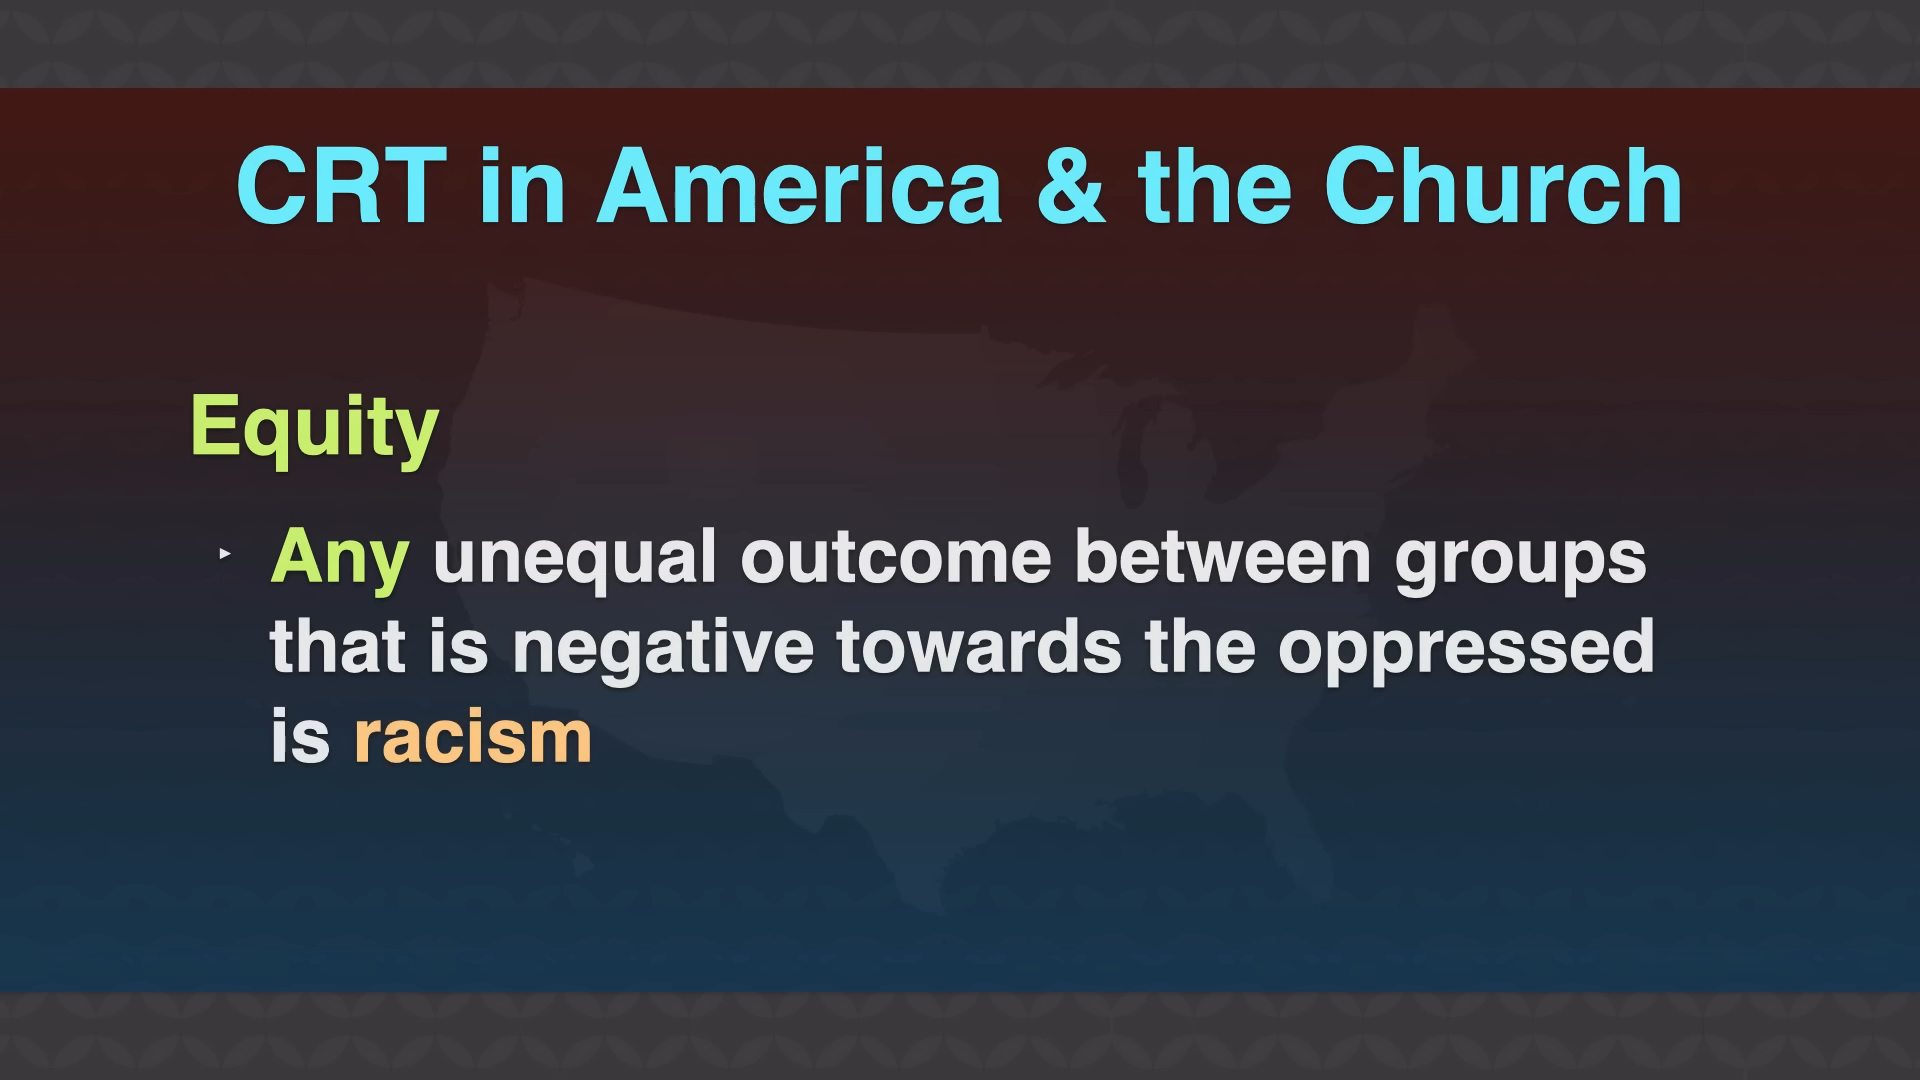 CRT in America & the Church
Equity
‣ Any unequal outcome between groups
that is negative towards the oppressed
is racism